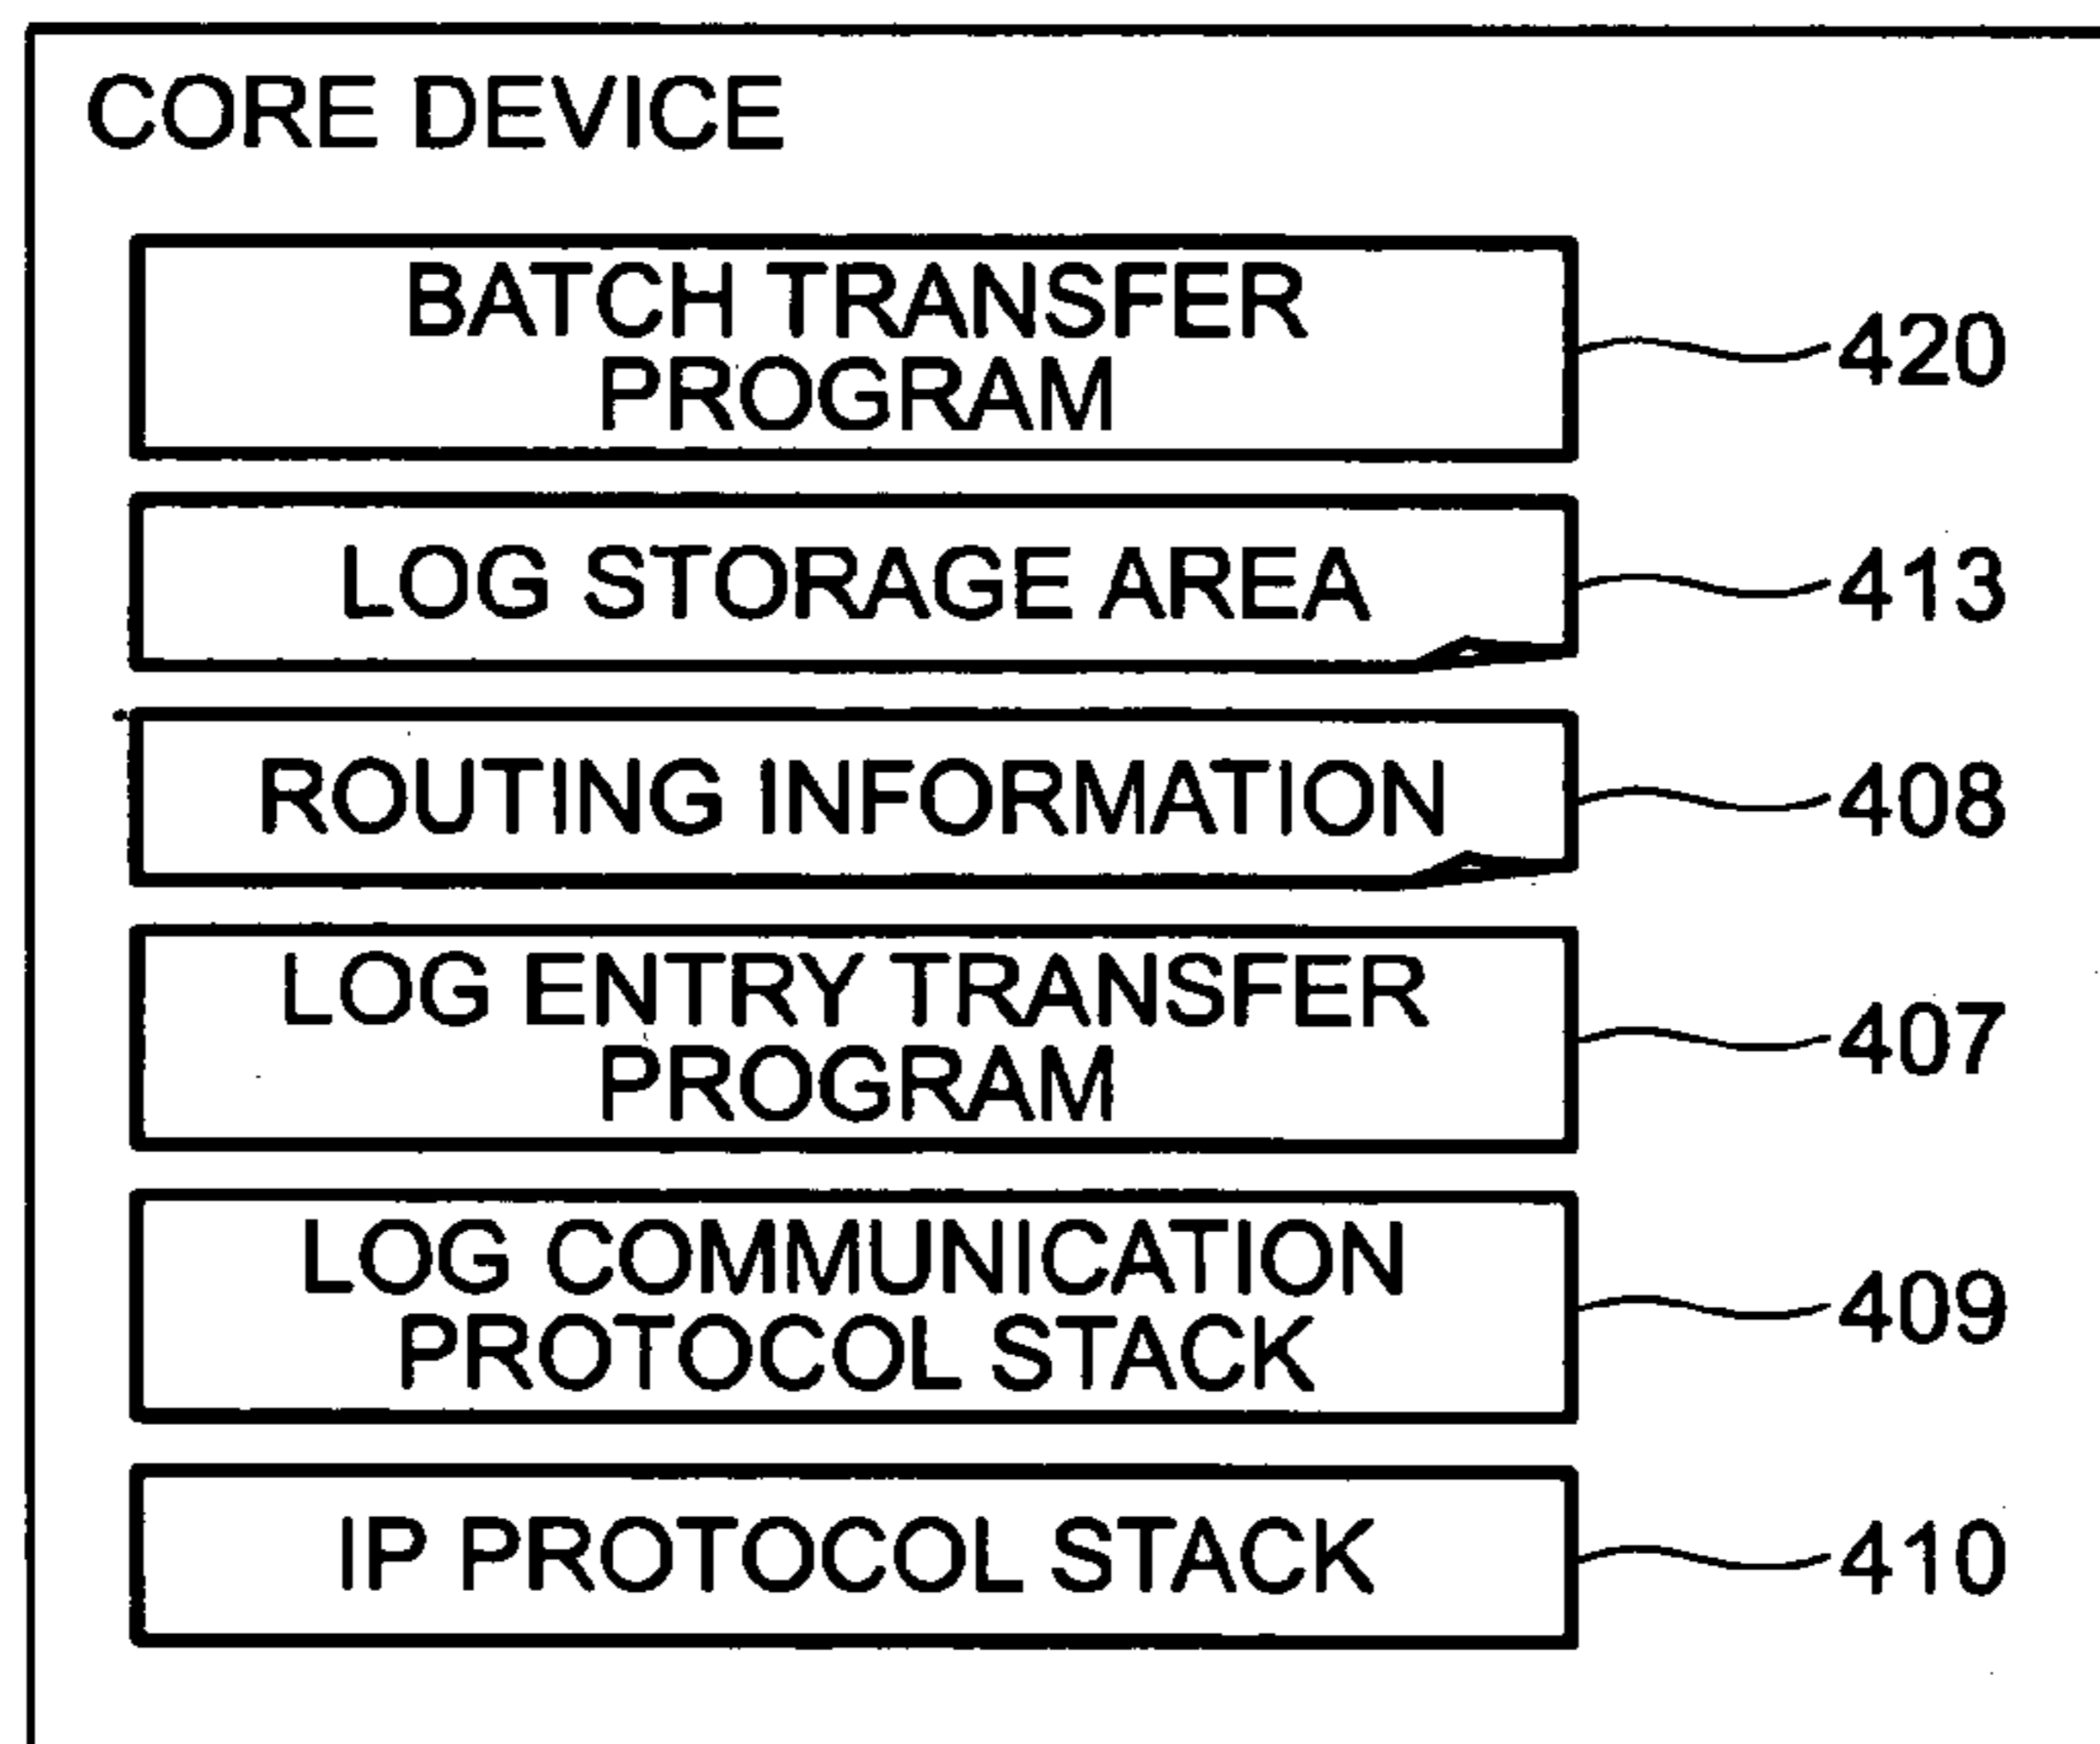 CORE DEVICE
BATCH TRANSFER
PROGRAM
420
LOG STORAGE AREA
413
ROUTING INFORMATION
408
LOG ENTRY TRANSFER
PROGRAM
407
LOG COMMUNICATION
PROTOCOL STACK
409
IP PROTOCOL STACK
410